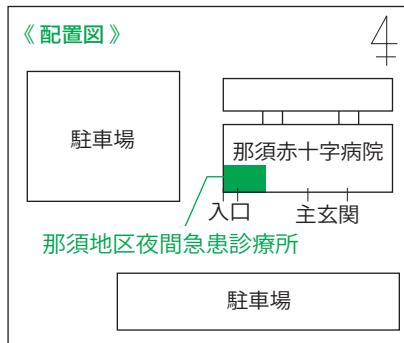 《 配置図 》
駐車場
那須赤十字病院
入口
主玄関
那須地区夜間急患診療所
駐車場